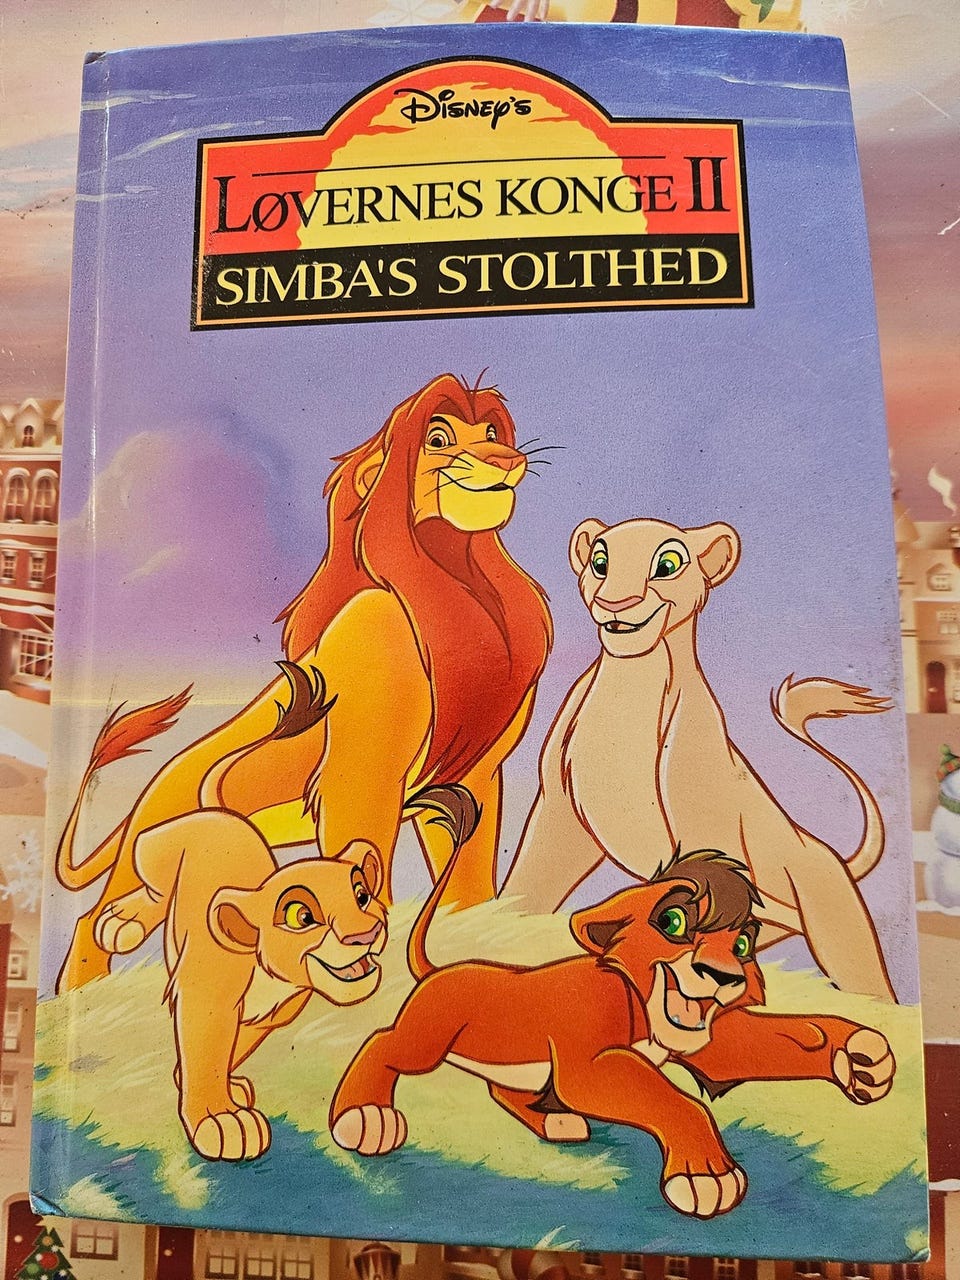 Disney's
LØVERNES KONGE II
SIMBA'S STOLTHED